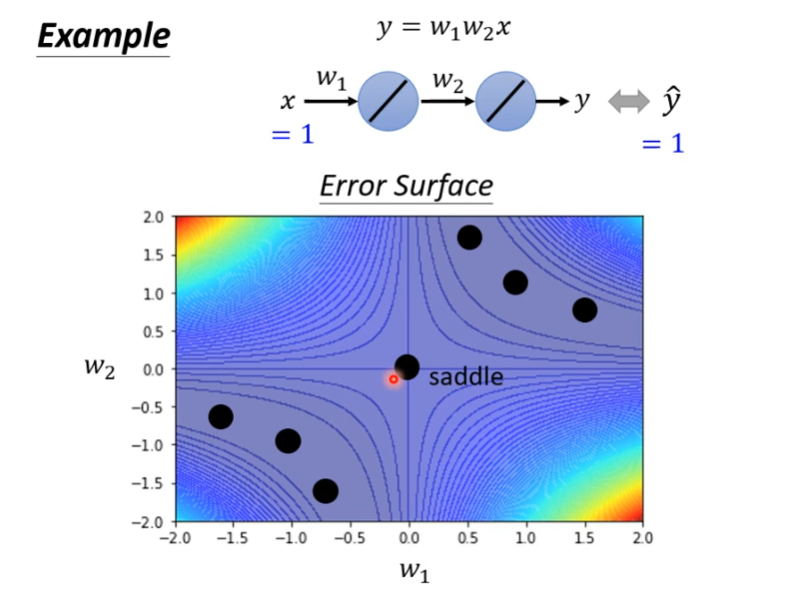 Example
y = w₁w₂x
x w₁ w₂ y ŷ
= 1 = 1
Error Surface
2.0
1.5
1.0
0.5
w₂ 0.0
saddle
−0.5
−1.0
−1.5
−2.0
−2.0 −1.5 −1.0 −0.5 0.0 0.5 1.0 1.5 2.0
w₁